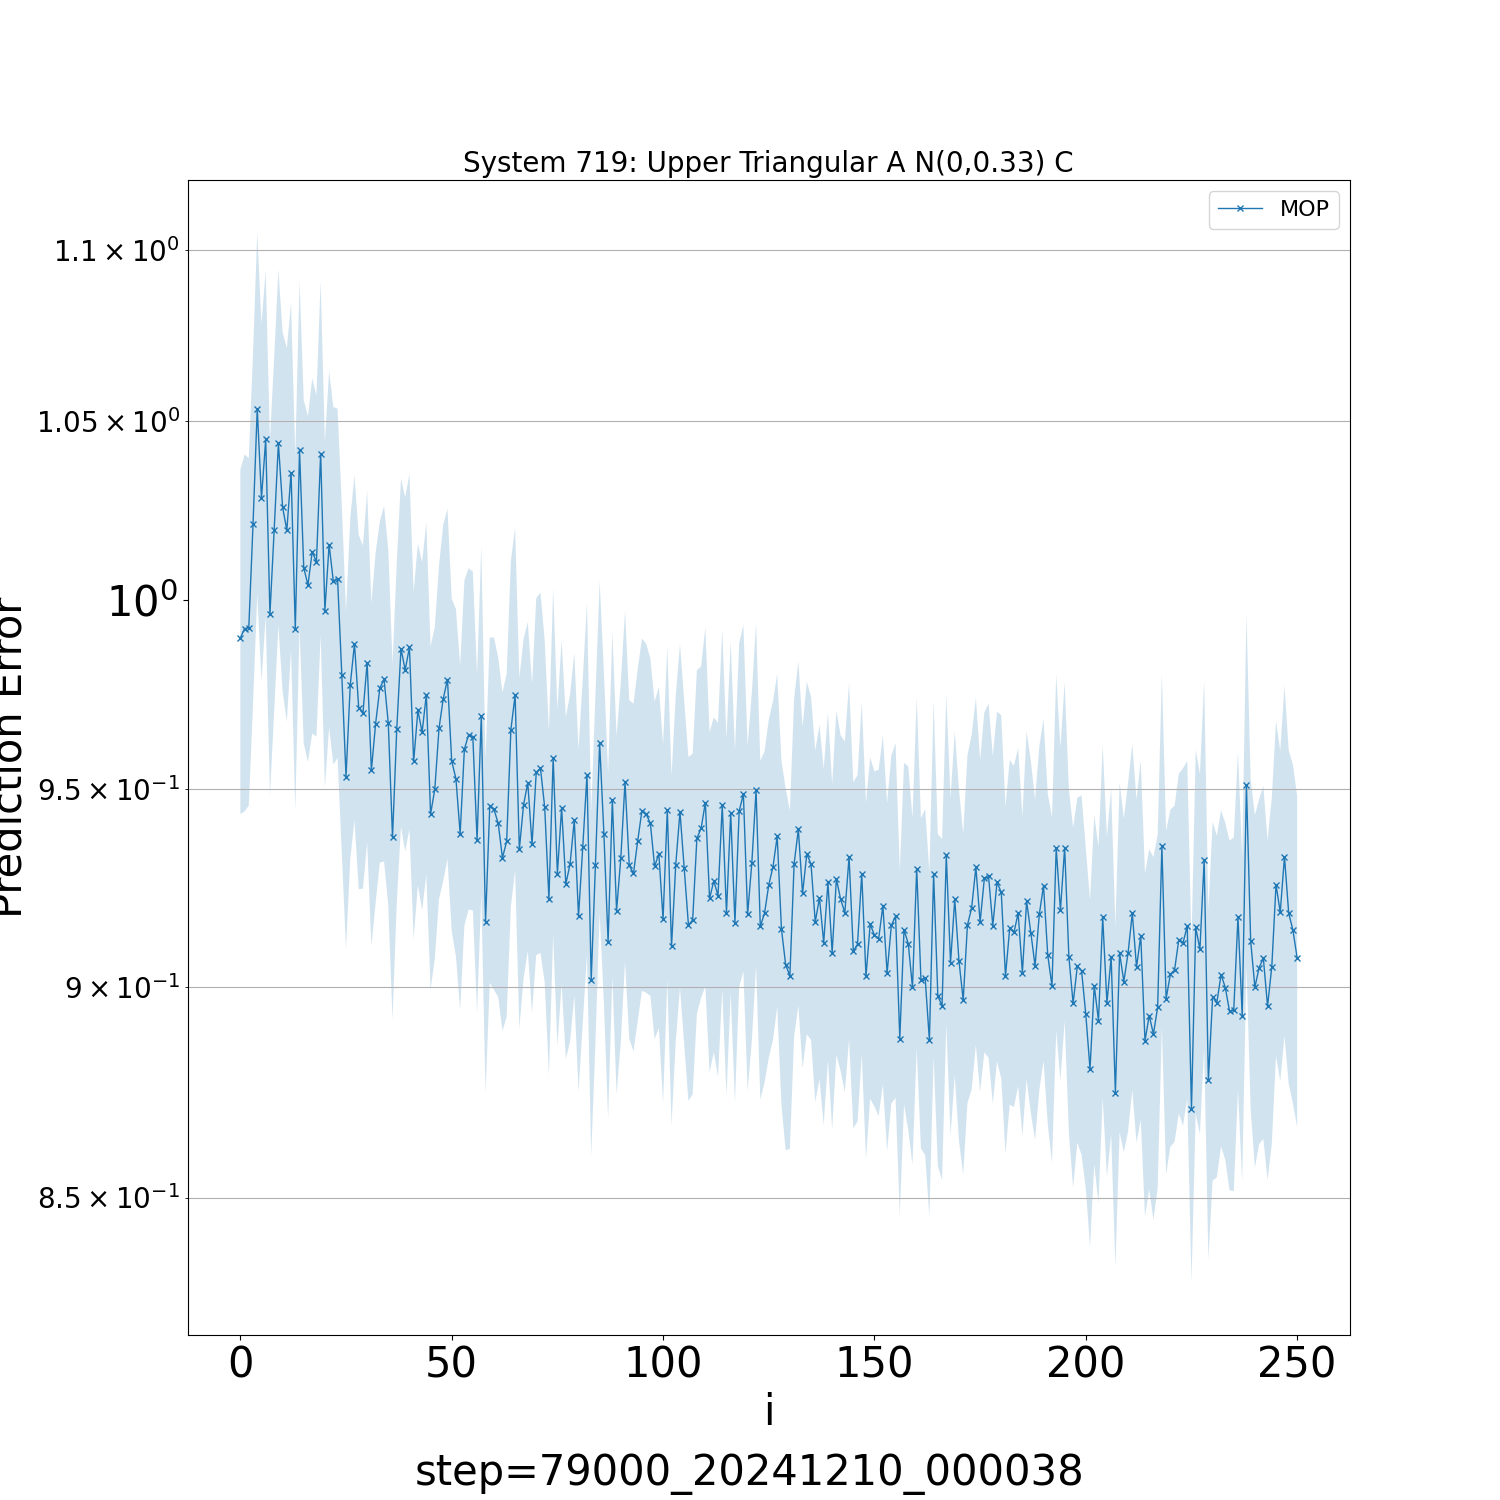 System 719: Upper Triangular A N(0,0.33) C
MOP
1.1 × 10⁰
1.05 × 10⁰
10⁰
9.5 × 10⁻¹
9 × 10⁻¹
8.5 × 10⁻¹
Prediction Error
0 50 100 150 200 250
i
step=79000_20241210_000038